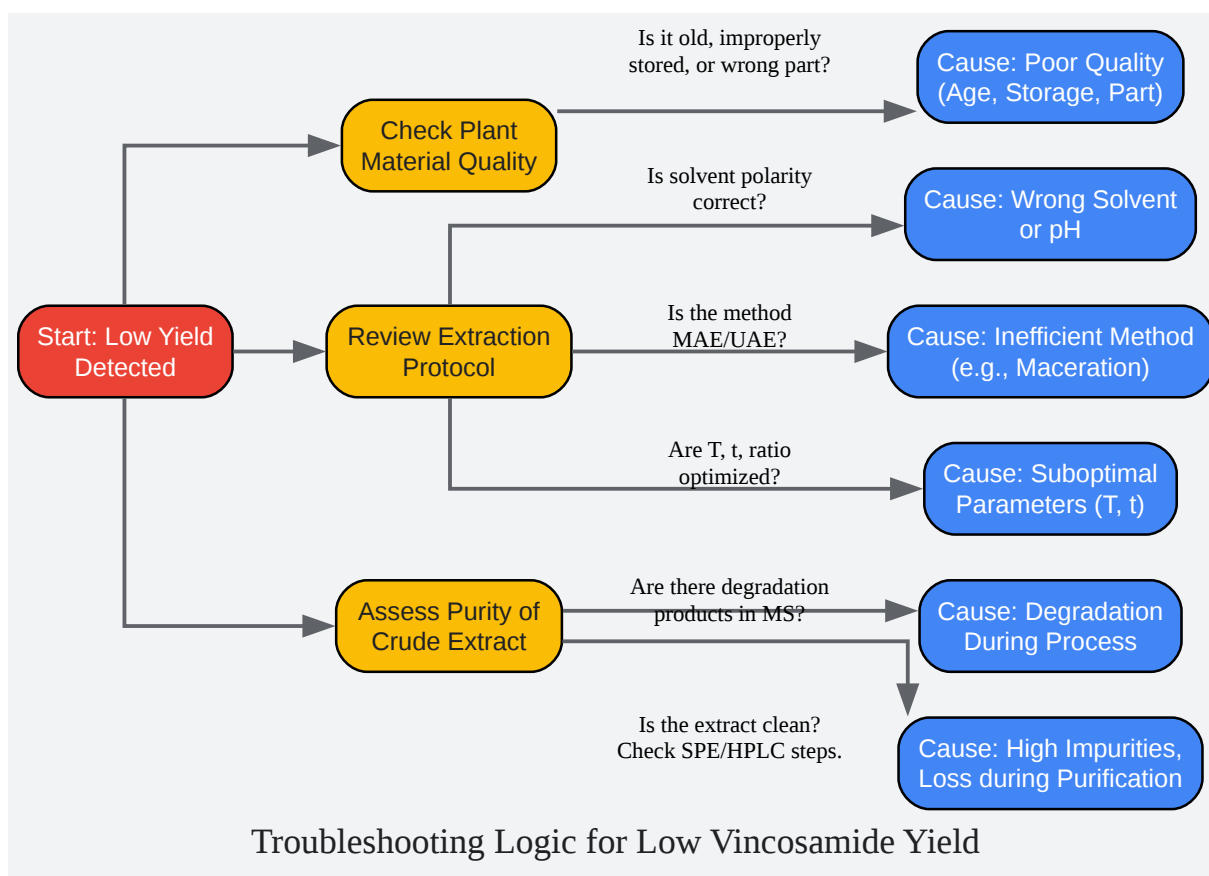 Is it old, improperly
stored, or wrong part?
Cause: Poor Quality
(Age, Storage, Part)
Check Plant
Material Quality
Is solvent polarity
correct?
Cause: Wrong Solvent
or pH
Start: Low Yield
Detected
Review Extraction
Protocol
Is the method
MAE/UAE?
Cause: Inefficient Method
(e.g., Maceration)
Are T, t, ratio
optimized?
Cause: Suboptimal
Parameters (T, t)
Assess Purity of
Crude Extract
Are there degradation
products in MS?
Cause: Degradation
During Process
Is the extract clean?
Check SPE/HPLC steps.
Cause: High Impurities,
Loss during Purification
Troubleshooting Logic for Low Vincosamide Yield